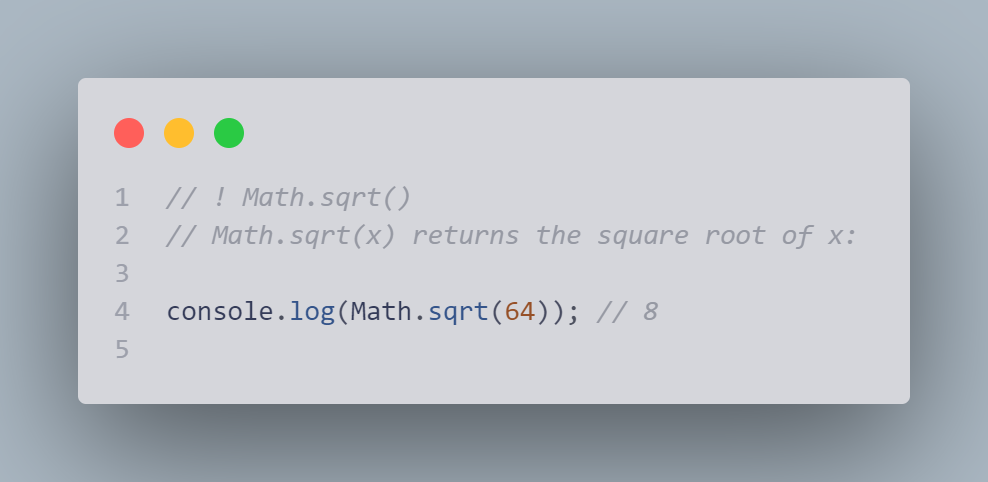 1 // ! Math.sqrt()
2 // Math.sqrt(x) returns the square root of x:
3
4 console.log(Math.sqrt(64)); // 8
5